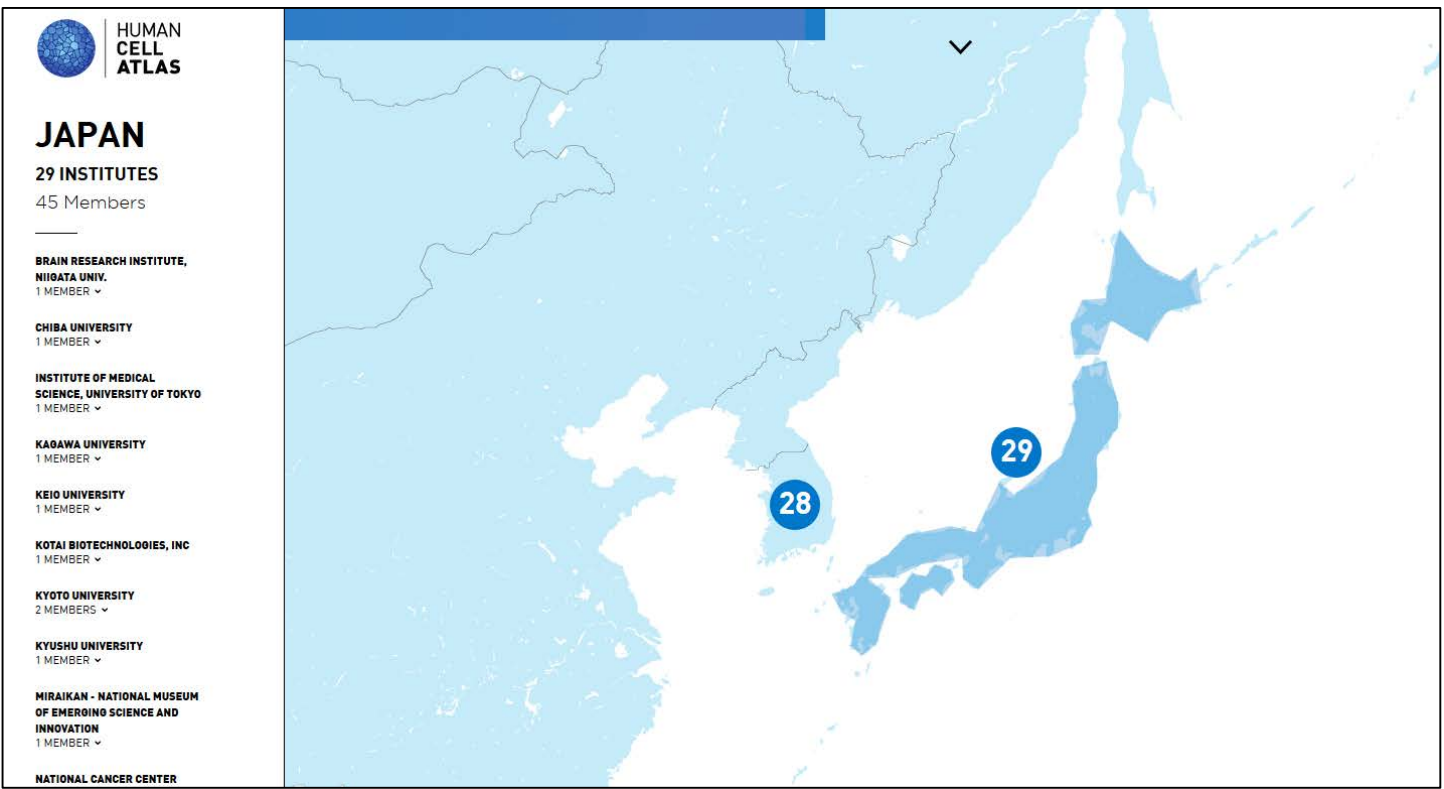 HUMAN
CELL
ATLAS
JAPAN
29 INSTITUTES
45 Members
BRAIN RESEARCH INSTITUTE,
NIIGATA UNIV.
1 MEMBER
CHIBA UNIVERSITY
1 MEMBER
INSTITUTE OF MEDICAL
SCIENCE, UNIVERSITY OF TOKYO
1 MEMBER
KAGAWA UNIVERSITY
1 MEMBER
KEIO UNIVERSITY
1 MEMBER
KOTAI BIOTECHNOLOGIES, INC
1 MEMBER
KYOTO UNIVERSITY
2 MEMBERS
KYUSHU UNIVERSITY
1 MEMBER
MIRAIKAN - NATIONAL MUSEUM
OF EMERGING SCIENCE AND
INNOVATION
1 MEMBER
NATIONAL CANCER CENTER
29
28